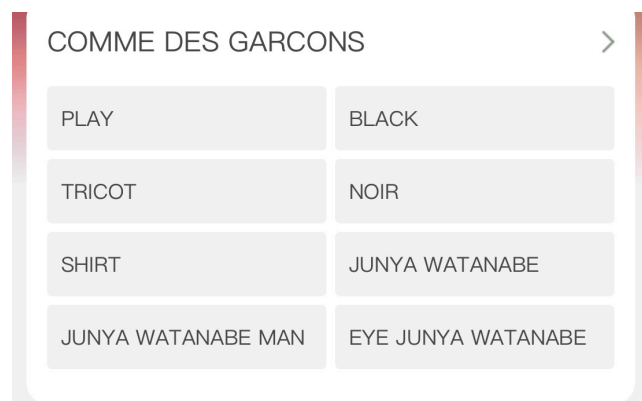 COMME DES GARCONS
PLAY
BLACK
TRICOT
NOIR
SHIRT
JUNYA WATANABE
JUNYA WATANABE MAN
EYE JUNYA WATANABE